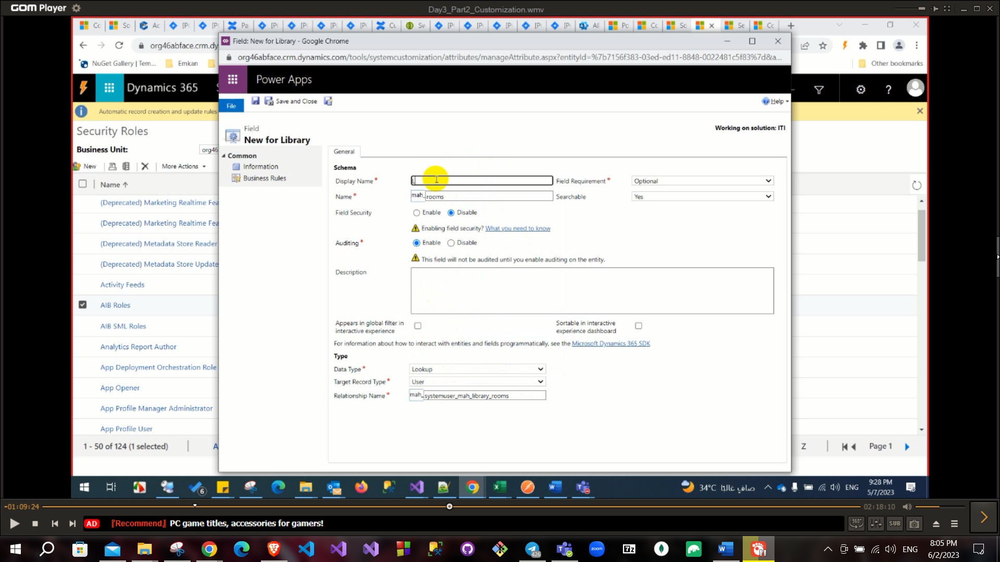 GOM Player
Day3_Part2_Customization.wmv
Field: New for Library - Google Chrome
org46abface.crm.dy
org46abface.crm.dynamics.com/tools/systemcustomization/attributes/manageAttribute.aspx?entityId=%7b7156f383-03ed-ed11-8848-0022481c5f83%7d&a...
NuGet Gallery | Tem...
Emkan
Other bookmarks
Dynamics 365
Power Apps
File
Save and Close
Help
Automatic record creation and update rules
Security Roles
Business Unit:
org46
New
More Actions
Name
(Deprecated) Marketing Realtime Fea
(Deprecated) Marketing Realtime Fea
(Deprecated) Metadata Store Reader
(Deprecated) Metadata Store Update
Activity Feeds
AIB Roles
AIB SML Roles
Analytics Report Author
App Deployment Orchestration Role
App Opener
App Profile Manager Administrator
App Profile User
1 - 50 of 124 (1 selected)
A
Z
Page 1
Field
New for Library
Working on solution: ITI
Common
Information
Business Rules
General
Schema
Display Name *
L
Field Requirement *
Optional
Name *
mah_ rooms
Searchable
Yes
Field Security
Enable
Disable
Enabling field security? What you need to know
Auditing *
Enable
Disable
This field will not be audited until you enable auditing on the entity.
Description
Appears in global filter in
interactive experience
Sortable in interactive
experience dashboard
For information about how to interact with entities and fields programmatically, see the Microsoft Dynamics 365 SDK
Type
Data Type *
Lookup
Target Record Type *
User
Relationship Name *
mah_ systemuser_mah_library_rooms
6
34°C صافٍ غالبًا
ENG
9:28 PM
5/7/2023
-01:09:24
02:18:10
AD
『Recommend』 PC game titles, accessories for gamers!
360°
SUB
426
zoom
7z
ENG
8:05 PM
6/2/2023